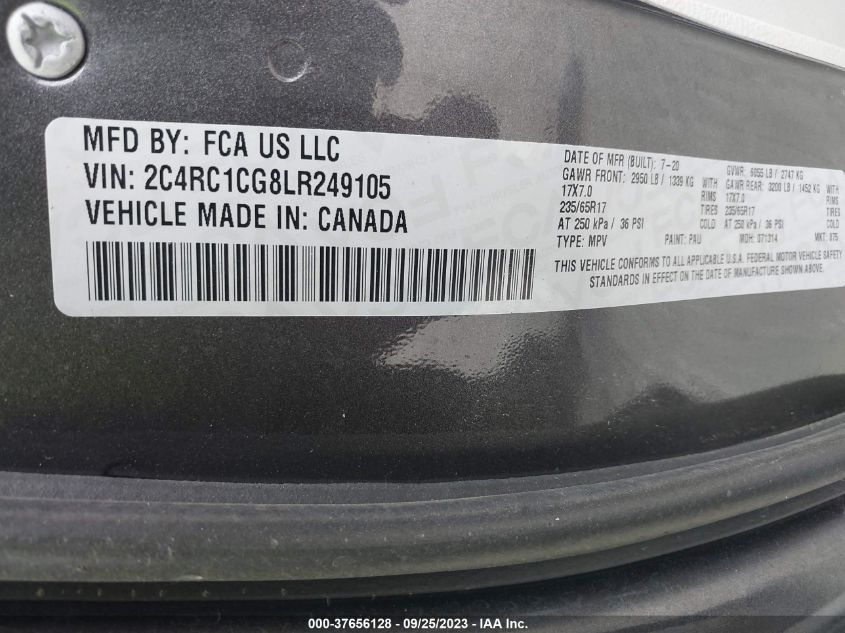 MFD BY: FCA US LLC
VIN: 2C4RC1CG8LR249105
VEHICLE MADE IN: CANADA
DATE OF MFR (BUILT): 7-20 GVWR: 6055 LB / 2747 KG
GAWR FRONT: 2950 LB / 1339 KG WITH GAWR REAR: 3200 LB / 1452 KG WITH
17X7.0 RIMS 17X7.0 RIMS
235/65R17 TIRES 235/65R17 TIRES
AT 250 kPa / 36 PSI COLD AT 250 kPa / 36 PSI COLD
TYPE: MPV PAINT: PAU MDH: 071314 MKT: 875
THIS VEHICLE CONFORMS TO ALL APPLICABLE U.S.A. FEDERAL MOTOR VEHICLE SAFETY
STANDARDS IN EFFECT ON THE DATE OF MANUFACTURE SHOWN ABOVE.
000-37656128 - 09/25/2023 - © IAA Inc.